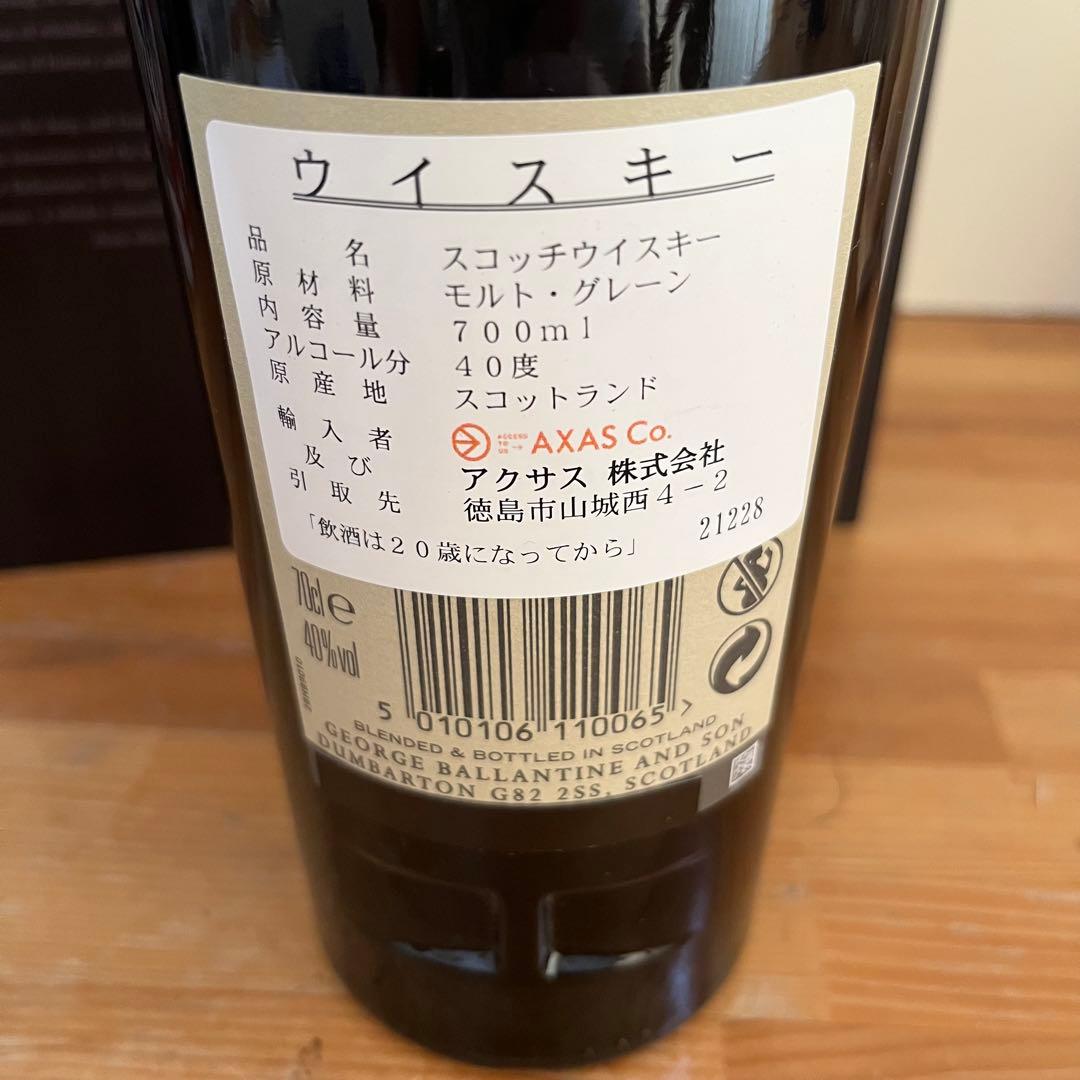 ウイスキー
品名 スコッチウイスキー
原材料 モルト・グレーン
内容量 700ml
アルコール分 40度
原産地 スコットランド
輸入者 ACCESS TO US AXAS Co.
及び アクサス 株式会社
引取先 徳島市山城西4-2
「飲酒は20歳になってから」 21228
70cl e
40%vol
5 010106 110065 >
BLENDED & BOTTLED IN SCOTLAND
GEORGE BALLANTINE AND SON
DUMBARTON G82 2SS, SCOTLAND